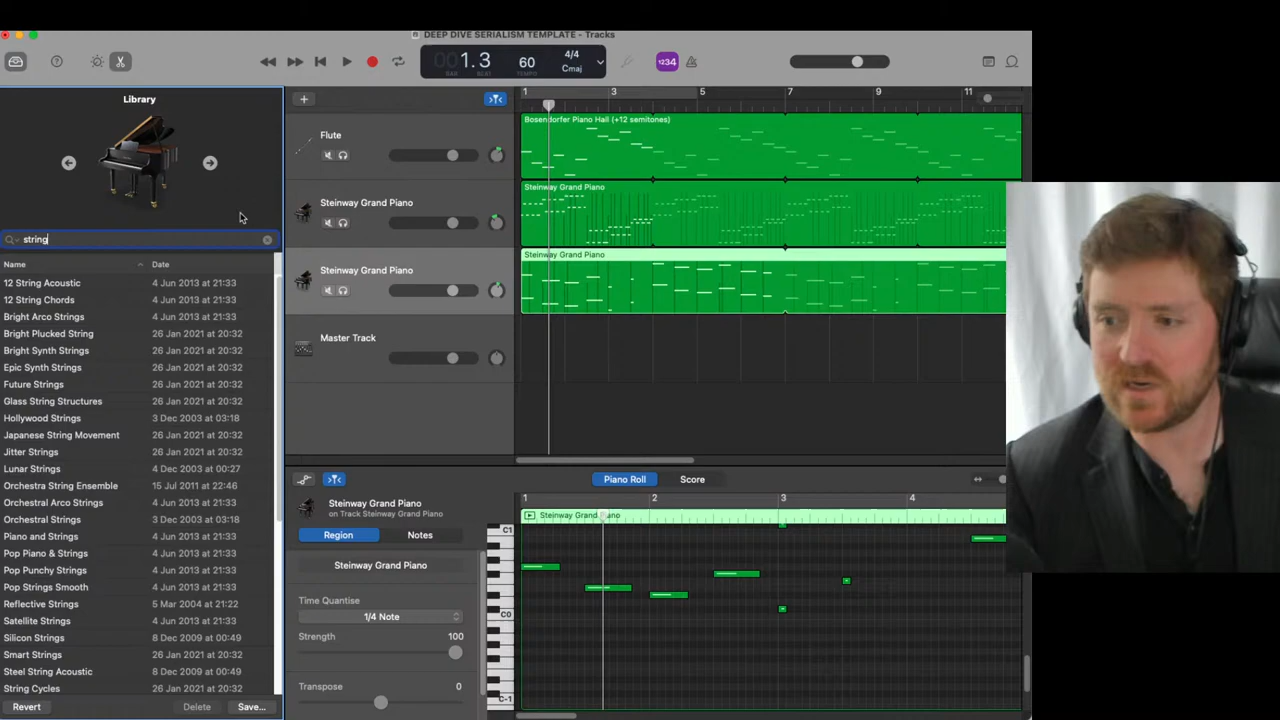 DEEP DIVE SERIALISM TEMPLATE - Tracks
001.3
BAR
BEAT
60
TEMPO
4/4
Cmaj
1234
Library
string
Name
Date
12 String Acoustic 4 Jun 2013 at 21:33
12 String Chords 4 Jun 2013 at 21:33
Bright Arco Strings 4 Jun 2013 at 21:33
Bright Plucked String 26 Jan 2021 at 20:32
Bright Synth Strings 26 Jan 2021 at 20:32
Epic Synth Strings 26 Jan 2021 at 20:32
Future Strings 26 Jan 2021 at 20:32
Glass String Structures 26 Jan 2021 at 20:32
Hollywood Strings 3 Dec 2003 at 03:18
Japanese String Movement 26 Jan 2021 at 20:32
Jitter Strings 26 Jan 2021 at 20:32
Lunar Strings 4 Dec 2003 at 00:27
Orchestra String Ensemble 15 Jul 2011 at 22:46
Orchestral Arco Strings 4 Jun 2013 at 21:33
Orchestral Strings 3 Dec 2003 at 03:18
Piano and Strings 4 Jun 2013 at 21:33
Pop Piano & Strings 4 Jun 2013 at 21:33
Pop Punchy Strings 4 Jun 2013 at 21:33
Pop Strings Smooth 4 Jun 2013 at 21:33
Reflective Strings 5 Mar 2004 at 21:22
Satellite Strings 4 Jun 2013 at 21:33
Silicon Strings 8 Dec 2009 at 00:49
Smart Strings 26 Jan 2021 at 20:32
Steel String Acoustic 8 Dec 2009 at 00:49
String Cycles 26 Jan 2021 at 20:32
Revert
Delete
Save...
1 3 5 7 9 11
Flute
Bosendorfer Piano Hall (+12 semitones)
Steinway Grand Piano
Steinway Grand Piano
Steinway Grand Piano
Steinway Grand Piano
Master Track
Piano Roll
Score
Steinway Grand Piano
on Track Steinway Grand Piano
Region
Notes
Steinway Grand Piano
Time Quantise
1/4 Note
Strength 100
Transpose 0
1 2 3 4
Steinway Grand Piano
C1
C0
C-1